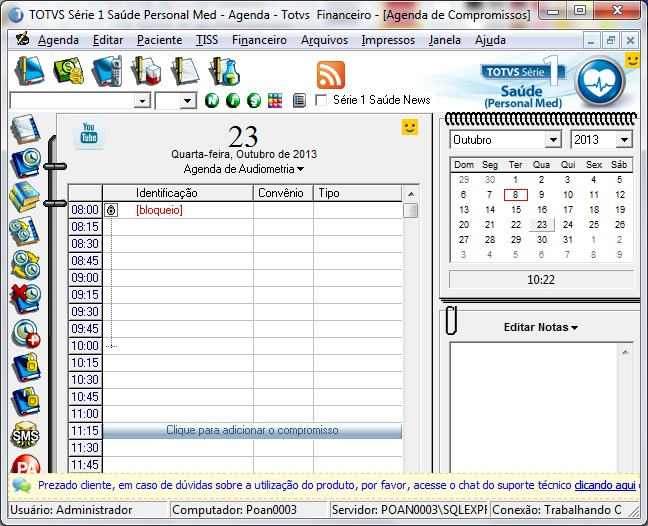 TOTVS Série 1 Saúde Personal Med - Agenda - Totvs Financeiro - [Agenda de Compromissos]
Agenda Editar Paciente TISS Financeiro Arquivos Impressos Janela Ajuda
TOTVS Série 1
Saúde
(Personal Med)
N I S Série 1 Saúde News
You
Tube
23
Quarta-feira, Outubro de 2013
Agenda de Audiometria
Identificação Convênio Tipo
08:00 [bloqueio]
08:15
08:30
08:45
09:00
09:15
09:30
09:45
10:00
10:15
10:30
10:45
11:00
11:15 Clique para adicionar o compromisso
11:30
11:45
SMS
PA
Outubro 2013
Dom Seg Ter Qua Qui Sex Sáb
29 30 1 2 3 4 5
6 7 8 9 10 11 12
13 14 15 16 17 18 19
20 21 22 23 24 25 26
27 28 29 30 31 1 2
3 4 5 6 7 8 9
10:22
Editar Notas
Prezado cliente, em caso de dúvidas sobre a utilização do produto, por favor, acesse o chat do suporte técnico clicando aqui
Usuário: Administrador Computador: Poan0003 Servidor: POAN0003\SQLEXPF Conexão: Trabalhando C